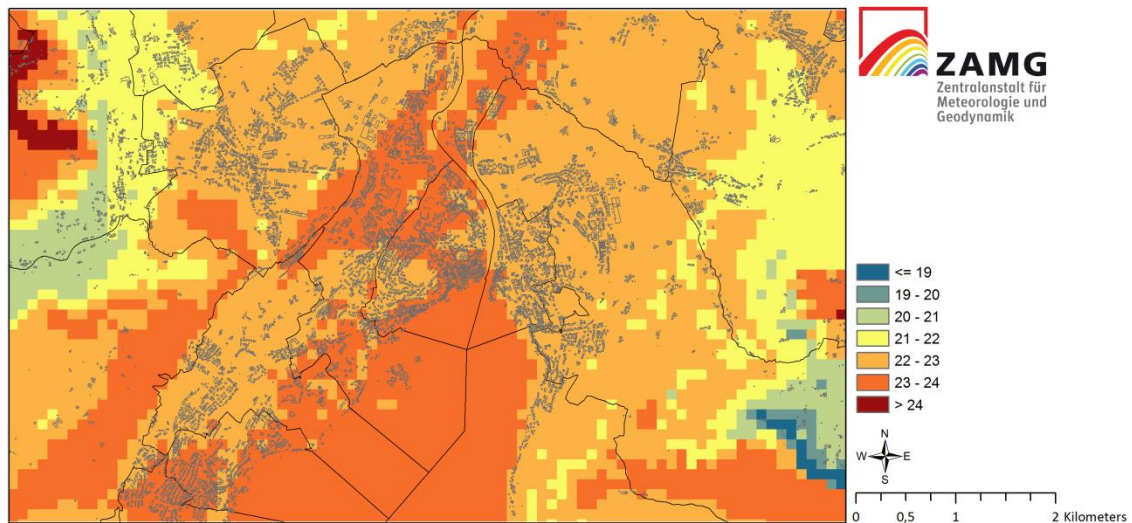 ZAMG
Zentralanstalt für
Meteorologie und
Geodynamik
<= 19
19 - 20
20 - 21
21 - 22
22 - 23
23 - 24
> 24
N
W E
S
0 0,5 1 2 Kilometers